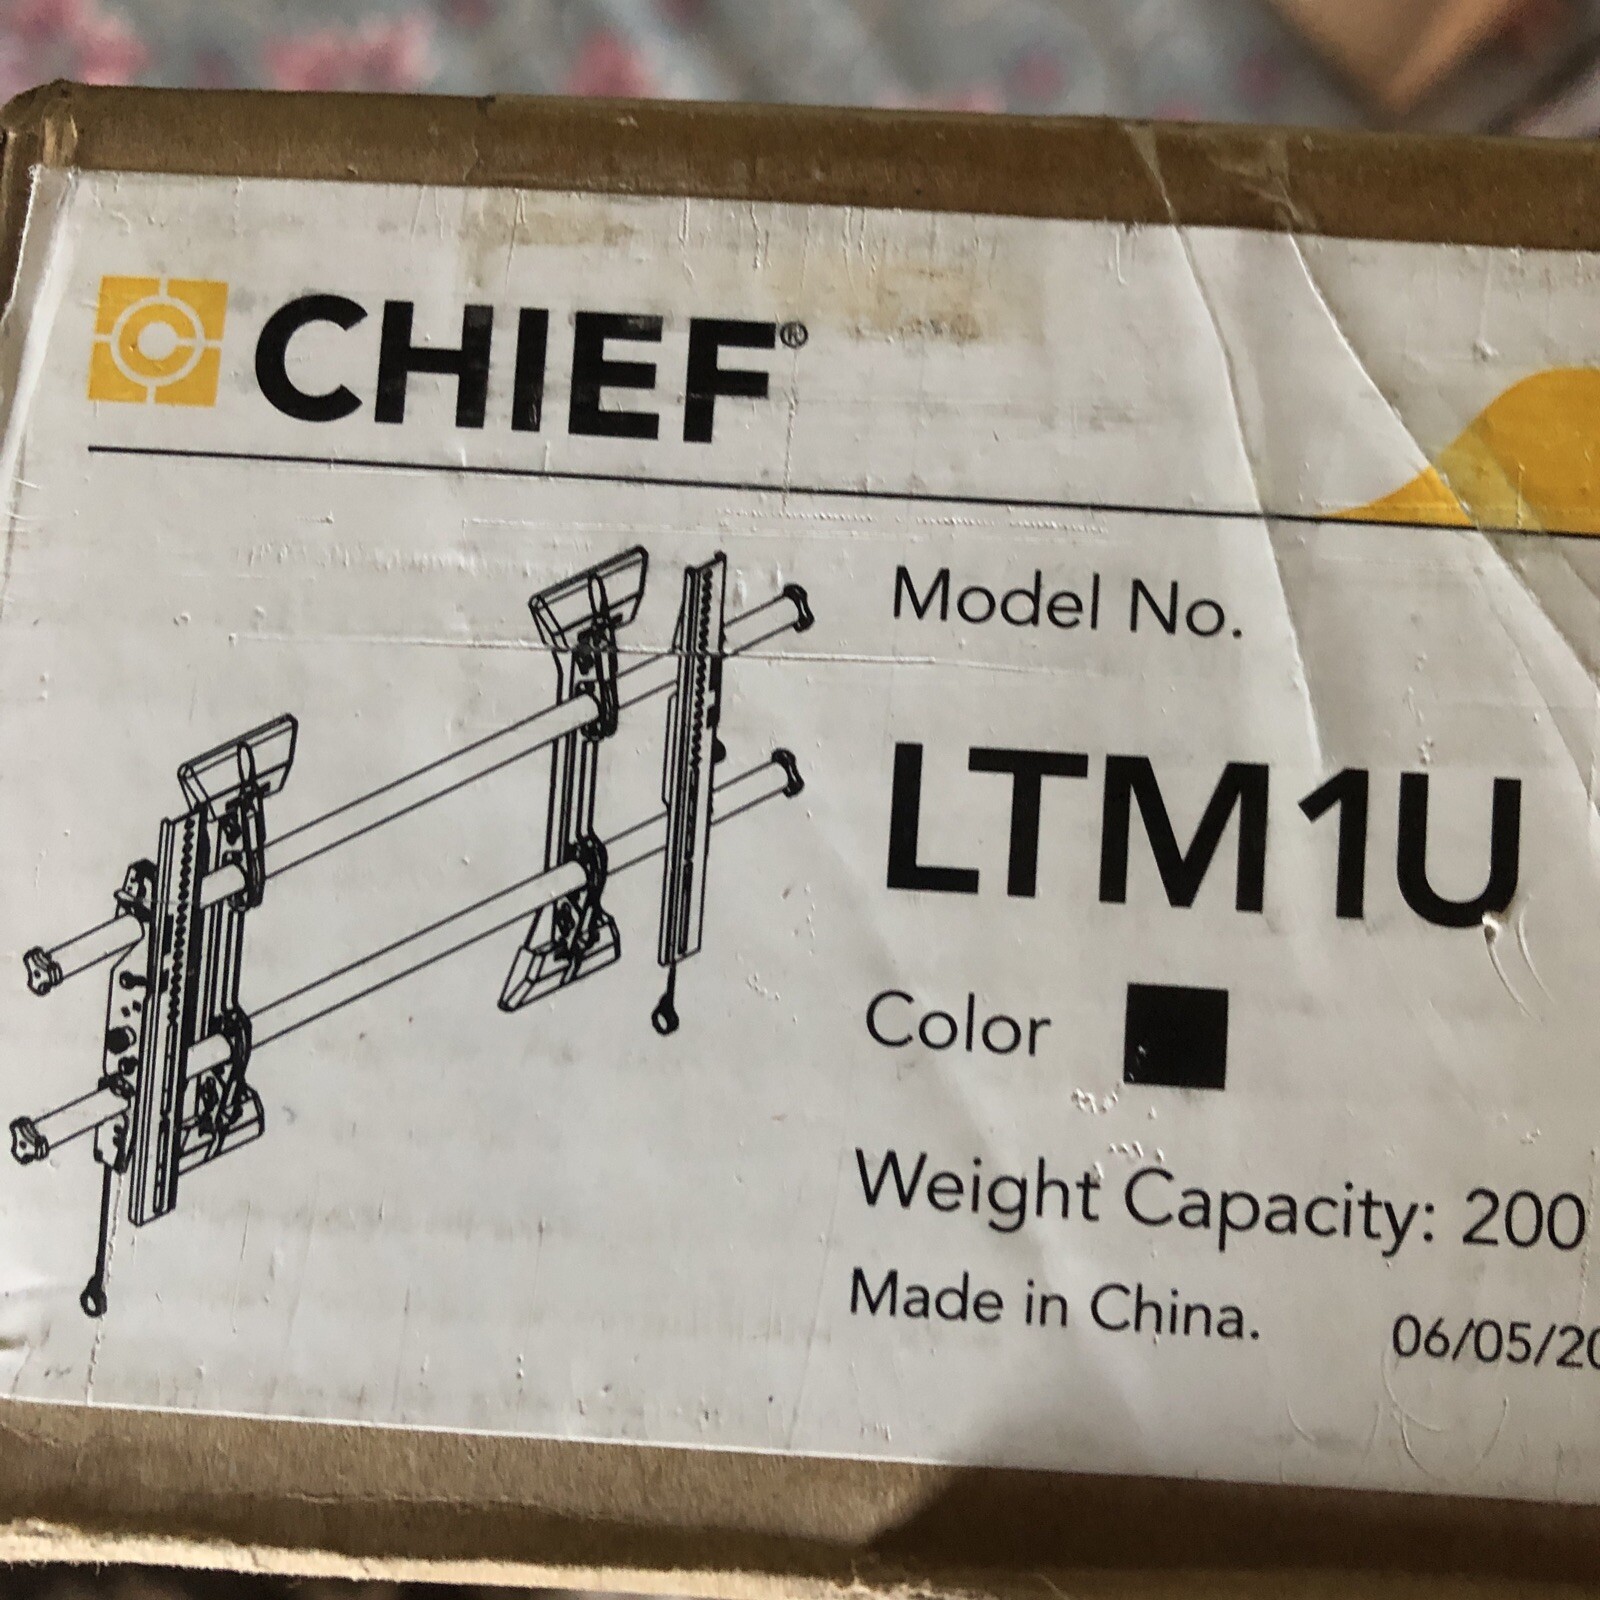 CHIEF®
Model No.
LTM1U
Color
Weight Capacity: 200
Made in China.
06/05/20